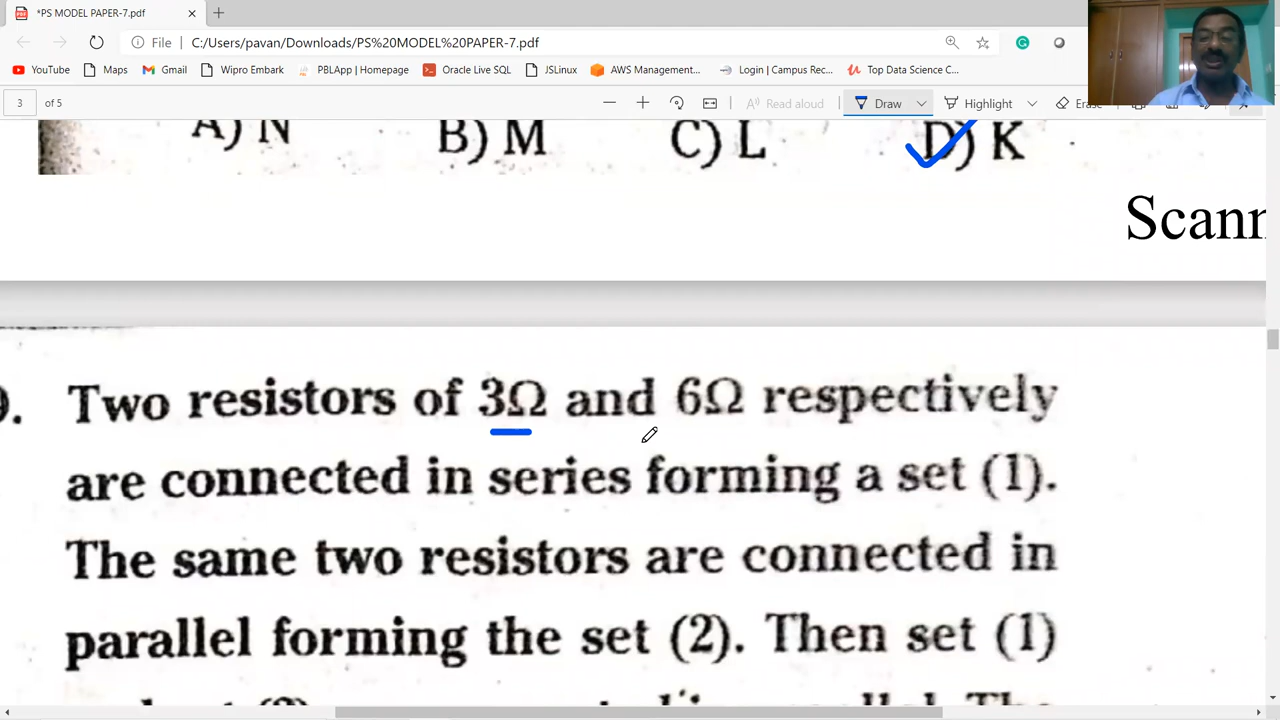 *PS MODEL PAPER-7.pdf
File C:/Users/pavan/Downloads/PS%20MODEL%20PAPER-7.pdf
YouTube Maps Gmail Wipro Embark PBLApp | Homepage Oracle Live SQL JSLinux AWS Management... Login | Campus Rec... Top Data Science C...
3 of 5 Read aloud Draw Highlight Erase
A) N B) M C) L D) K
Scann
9. Two resistors of 3Ω and 6Ω respectively
are connected in series forming a set (1).
The same two resistors are connected in
parallel forming the set (2). Then set (1)
parallel. The